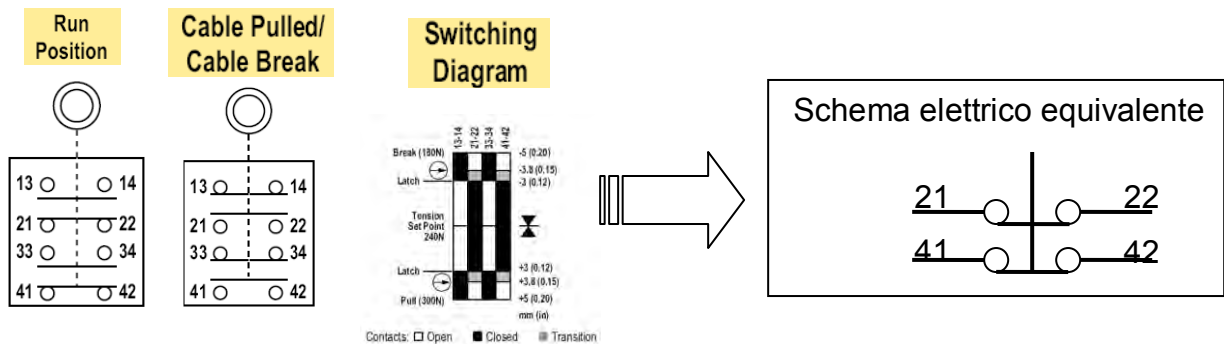 Run
Position
Cable Pulled/
Cable Break
Switching
Diagram
13 14
21 22
33 34
41 42
13 14
21 22
33 34
41 42
13-14
21-22
33-34
41-42
Break (180N)
Latch
Tension
Set Point
240N
Latch
Pull (300N)
-5 (0.20)
-3.8 (0.15)
-3 (0.12)
+3 (0.12)
+3.8 (0.15)
+5 (0.20)
mm (in)
Contacts: Open Closed Transition
Schema elettrico equivalente
21 22
41 42